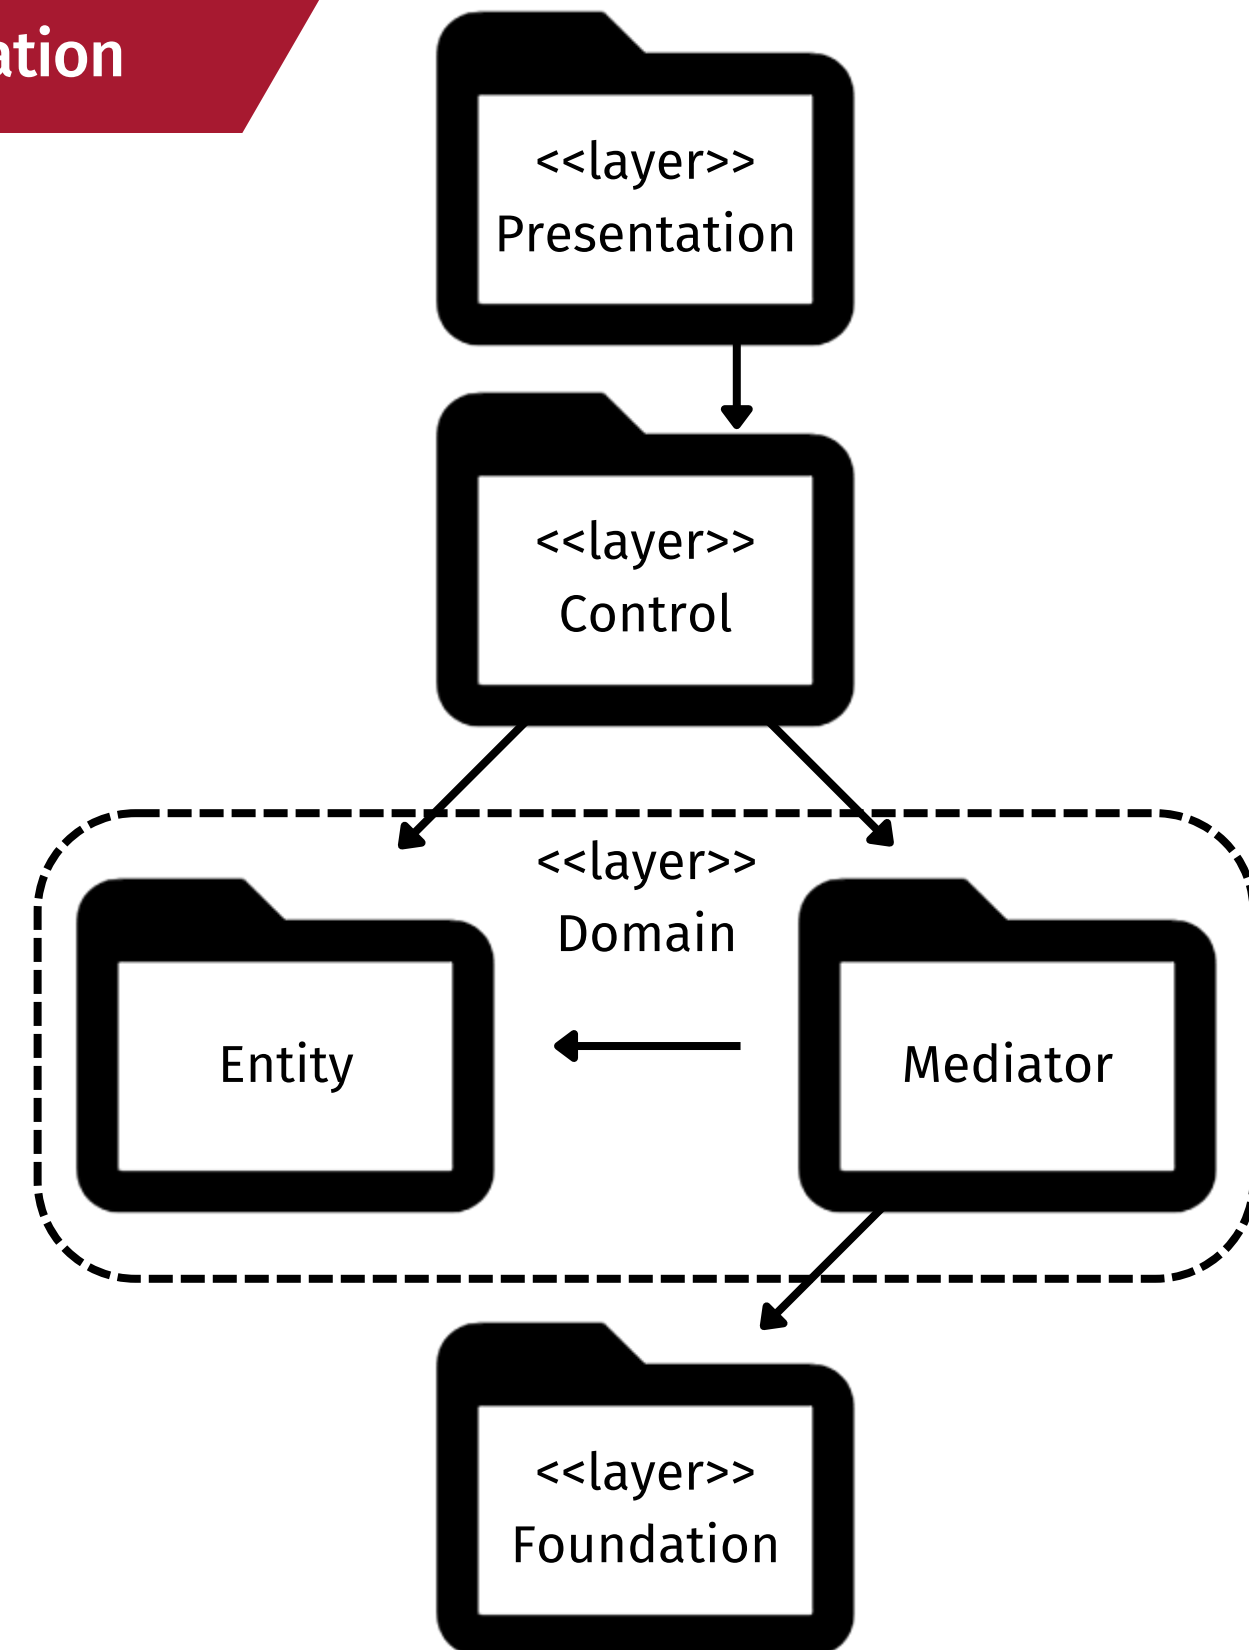 ation
<<layer>>
Presentation
<<layer>>
Control
<<layer>>
Domain
Entity
Mediator
<<layer>>
Foundation